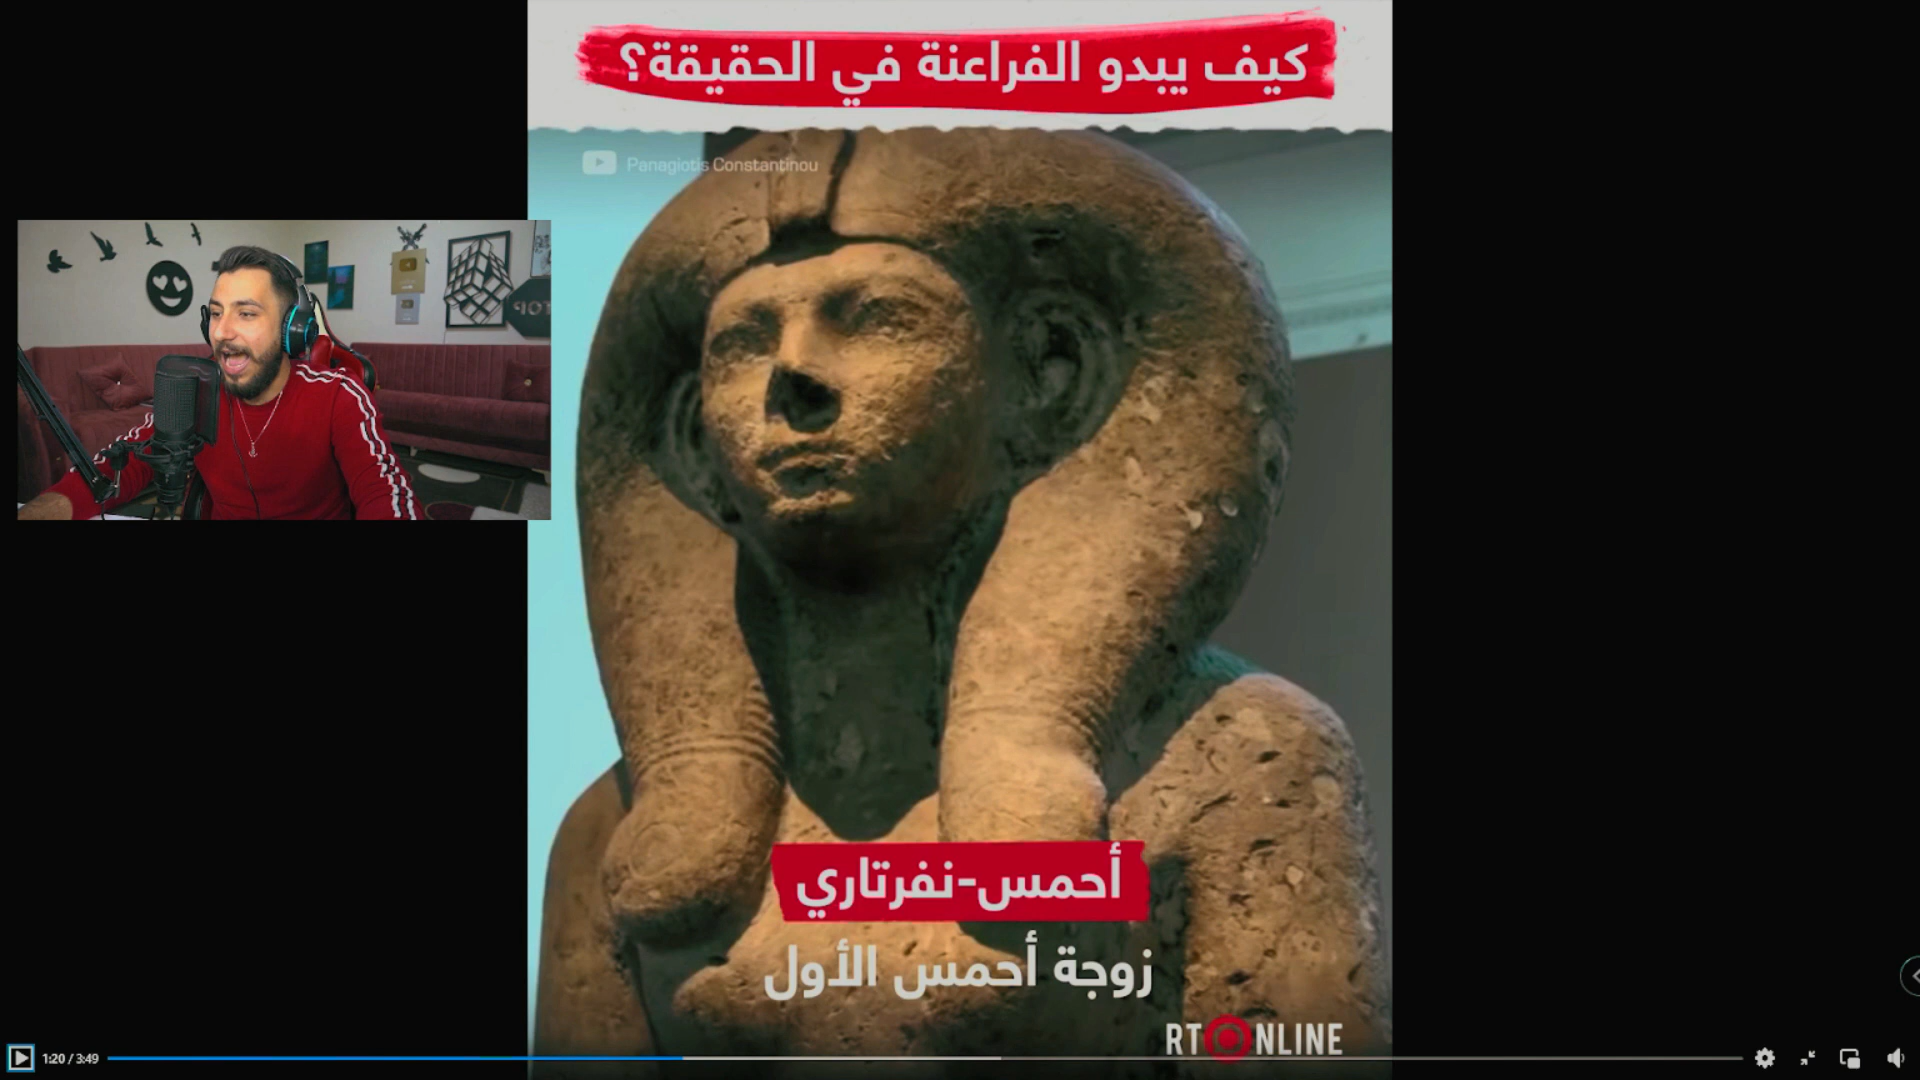 كيف يبدو الفراعنة في الحقيقة؟
Panagiotis Constantinou
أحمس-نفرتاري
زوجة أحمس الأول
RT ONLINE
1:20 / 3:49